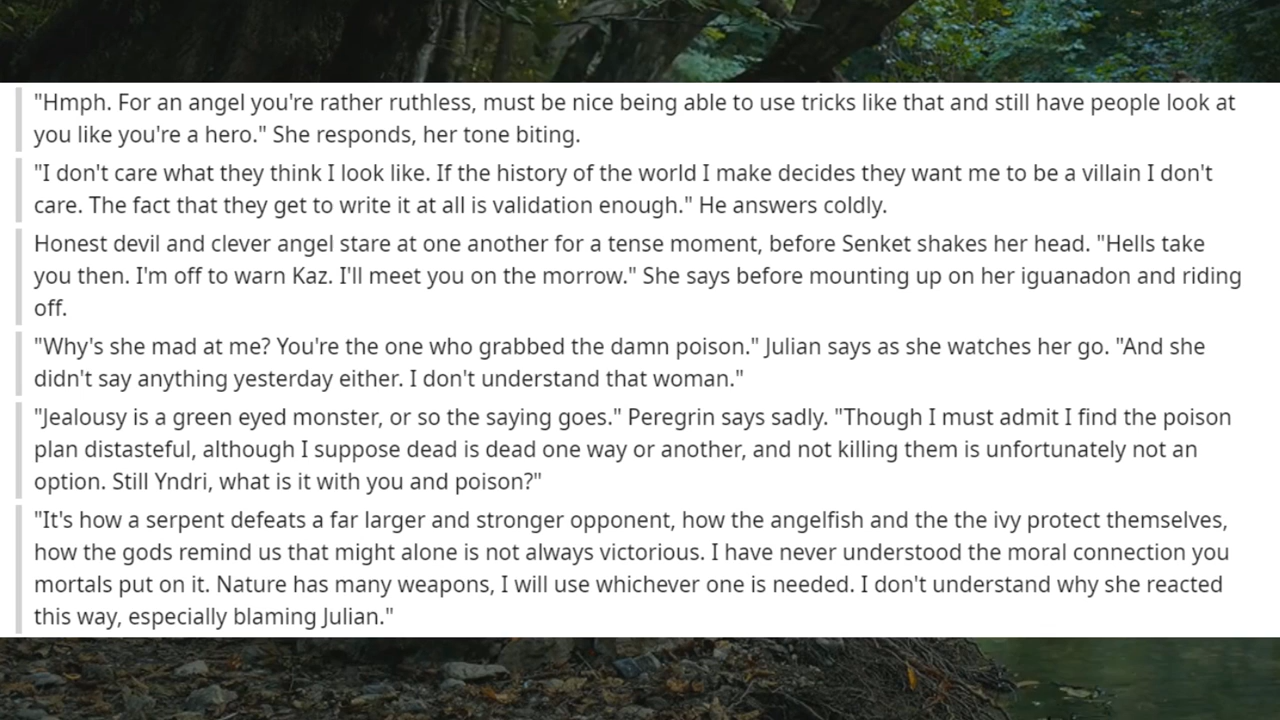 "Hmph. For an angel you're rather ruthless, must be nice being able to use tricks like that and still have people look at
you like you're a hero." She responds, her tone biting.
"I don't care what they think I look like. If the history of the world I make decides they want me to be a villain I don't
care. The fact that they get to write it at all is validation enough." He answers coldly.
Honest devil and clever angel stare at one another for a tense moment, before Senket shakes her head. "Hells take
you then. I'm off to warn Kaz. I'll meet you on the morrow." She says before mounting up on her iguanadon and riding
off.
"Why's she mad at me? You're the one who grabbed the damn poison." Julian says as she watches her go. "And she
didn't say anything yesterday either. I don't understand that woman."
"Jealousy is a green eyed monster, or so the saying goes." Peregrin says sadly. "Though I must admit I find the poison
plan distasteful, although I suppose dead is dead one way or another, and not killing them is unfortunately not an
option. Still Yndri, what is it with you and poison?"
"It's how a serpent defeats a far larger and stronger opponent, how the angelfish and the the ivy protect themselves,
how the gods remind us that might alone is not always victorious. I have never understood the moral connection you
mortals put on it. Nature has many weapons, I will use whichever one is needed. I don't understand why she reacted
this way, especially blaming Julian."